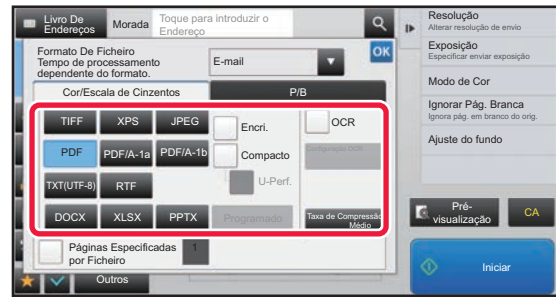 Livro De
Endereços
Morada
Toque para introduzir o
Endereço
Formato De
Ficheiro
Tempo de processamento
dependente do formato.
E-mail
OK
Cor/Escala de Cinzentos
P/B
TIFF
XPS
JPEG
Encri.
OCR
PDF
PDF/A-1a
PDF/A-1b
Compacto
Configuração OCR
U-Perf.
TXT(UTF-8)
RTF
DOCX
XLSX
PPTX
Programado
Taxa de Compressão
Médio
Páginas Especificadas
por Ficheiro
1
Outros
Resolução
Alterar resolução de envio
Exposição
Especificar enviar exposição
Modo de Cor
Ignorar Pág. Branca
Ignora pág. em branco do orig.
Ajuste do fundo
Pré-
visualização
CA
Iniciar